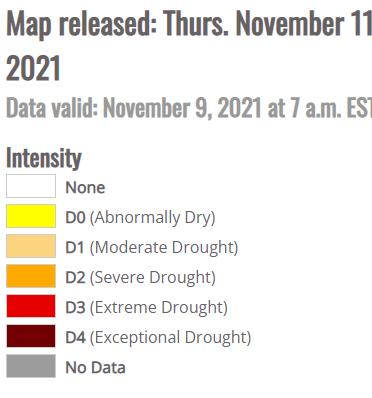 Map released: Thurs. November 11
2021
Data valid: November 9, 2021 at 7 a.m. EST
Intensity
None
D0 (Abnormally Dry)
D1 (Moderate Drought)
D2 (Severe Drought)
D3 (Extreme Drought)
D4 (Exceptional Drought)
No Data